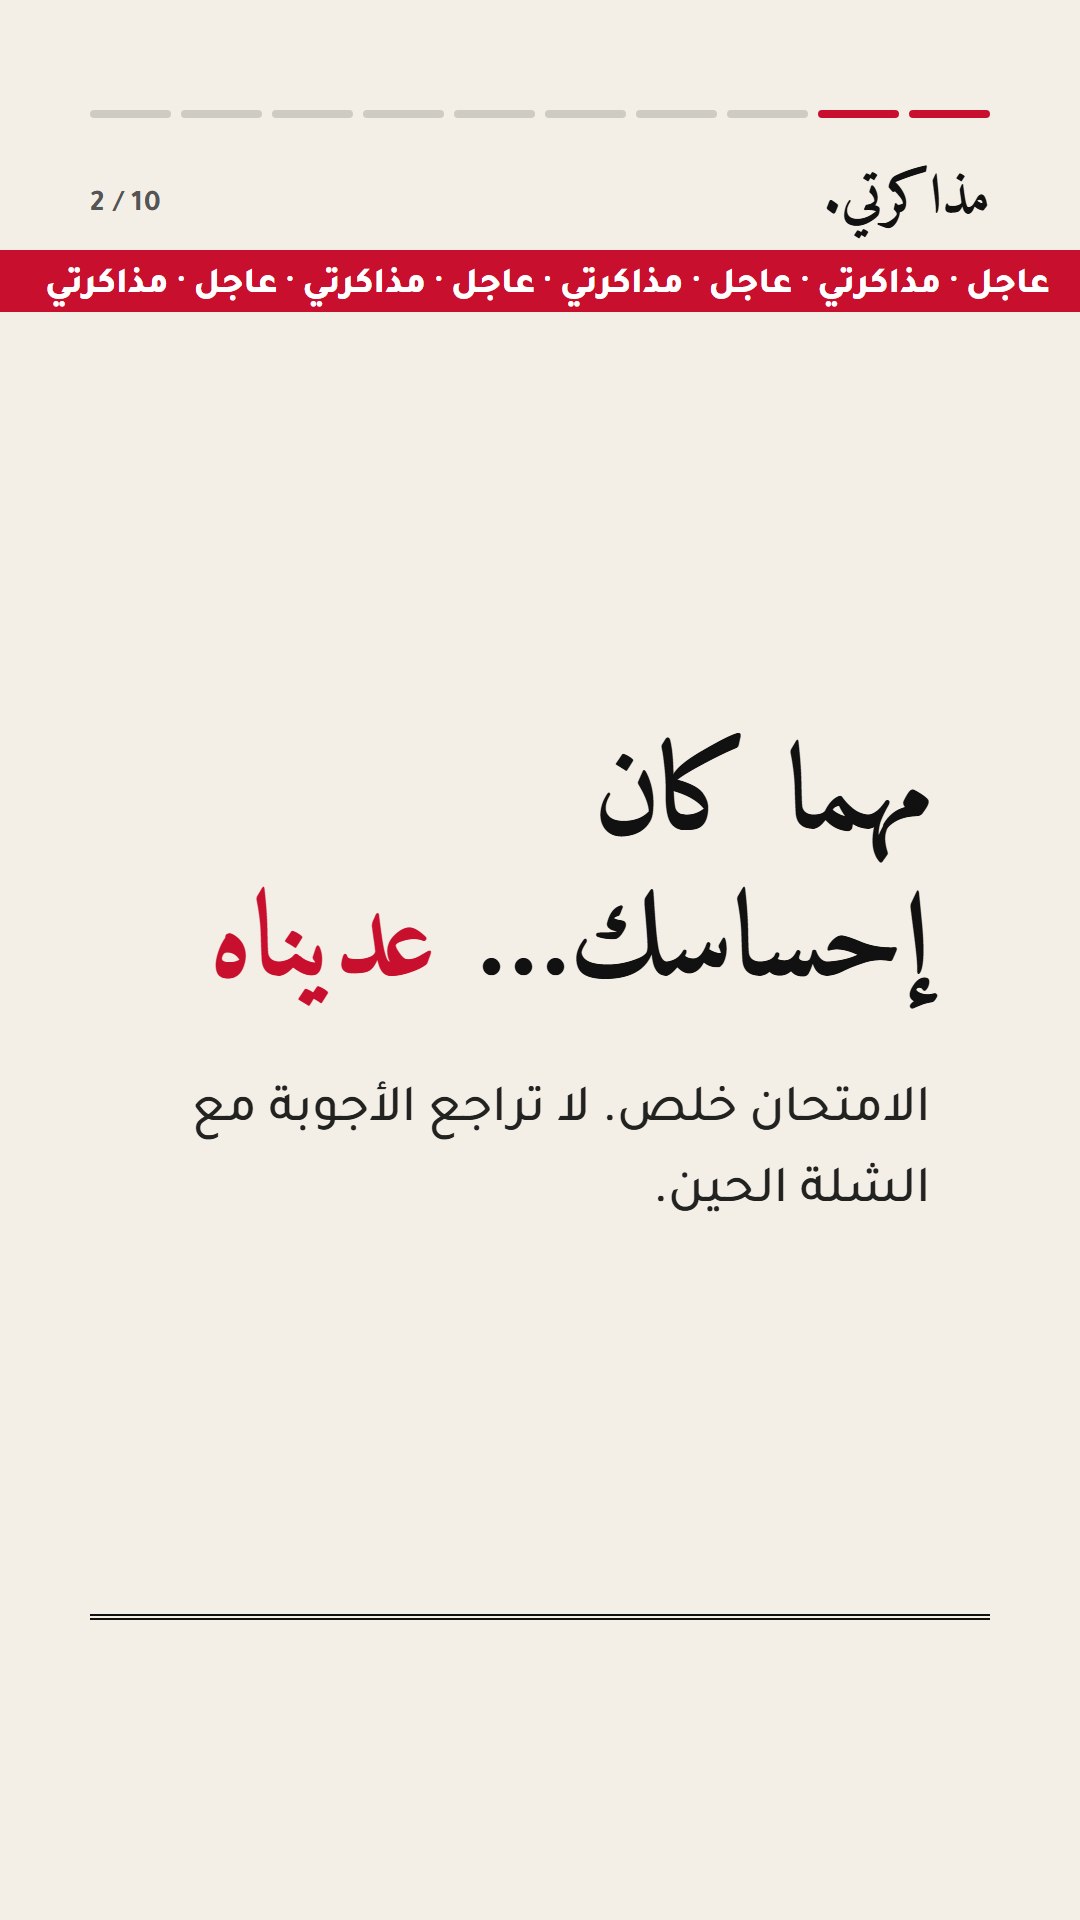 مذاكرتي.
2 / 10
عاجل · مذاكرتي · عاجل · مذاكرتي · عاجل · مذاكرتي · عاجل · مذاكرتي
مهما كان
إحساسك... عديناه
الامتحان خلص. لا تراجع الأجوبة مع
الشلة الحين.